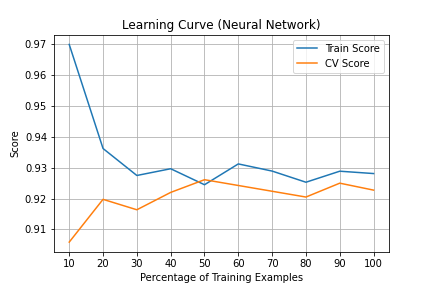 Learning Curve (Neural Network)
Train Score
CV Score
Score
0.97
0.96
0.95
0.94
0.93
0.92
0.91
10 20 30 40 50 60 70 80 90 100
Percentage of Training Examples